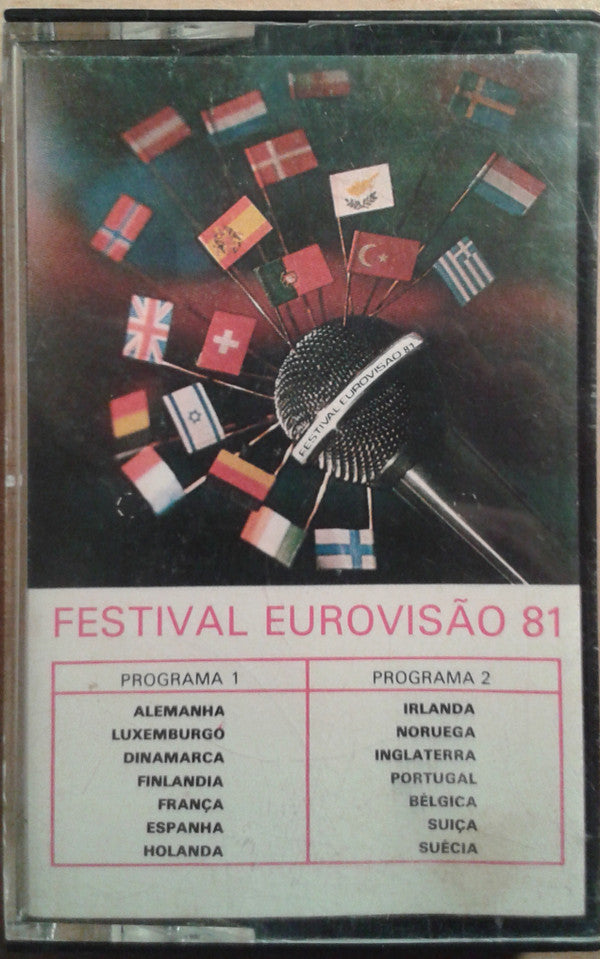 FESTIVAL EUROVISÃO 81
FESTIVAL EUROVISÃO 81
PROGRAMA 1
ALEMANHA
LUXEMBURGO
DINAMARCA
FINLANDIA
FRANÇA
ESPANHA
HOLANDA
PROGRAMA 2
IRLANDA
NORUEGA
INGLATERRA
PORTUGAL
BÉLGICA
SUIÇA
SUÉCIA